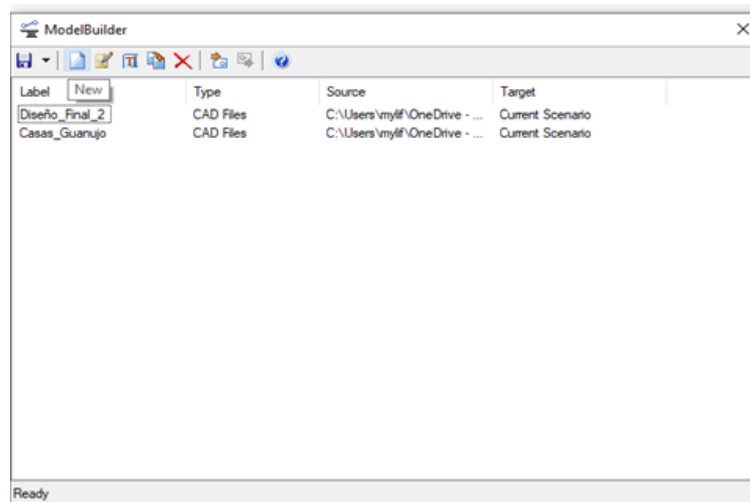 ModelBuilder
New
Label Type Source Target
Diseño_Final_2 CAD Files C:\Users\mylif\OneDrive - ... Current Scenario
Casas_Guanujo CAD Files C:\Users\mylif\OneDrive - ... Current Scenario
Ready